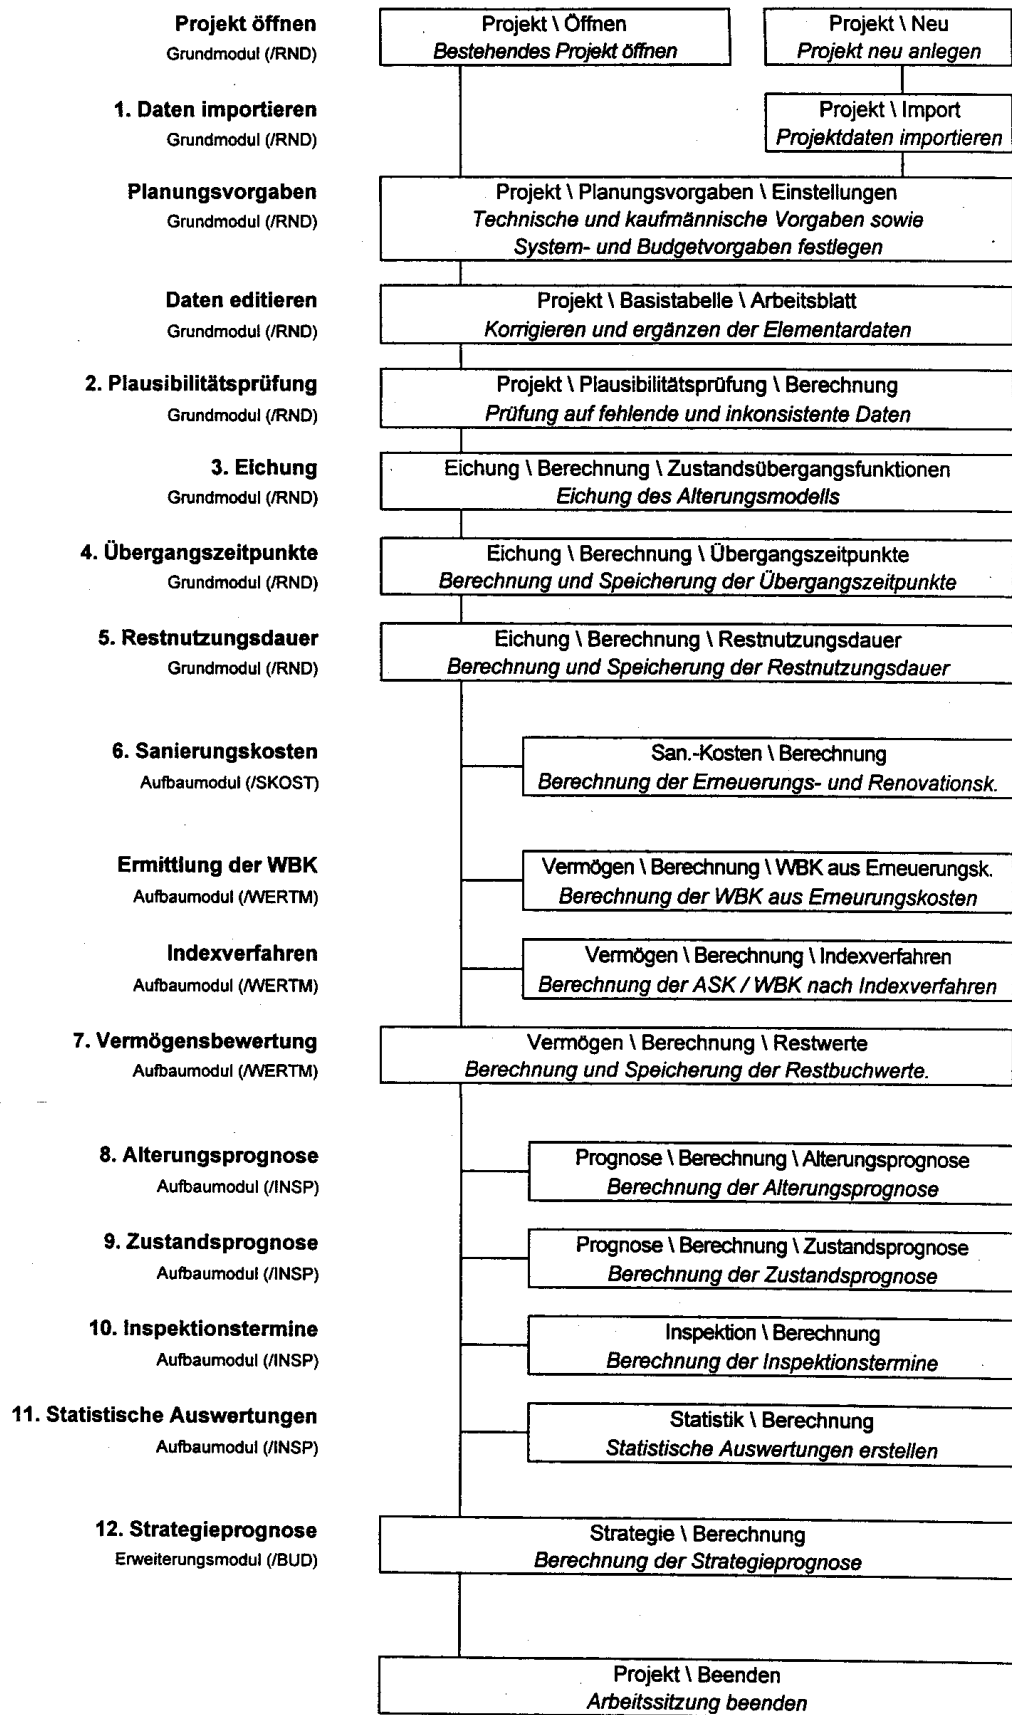 Projekt öffnen
Grundmodul (/RND)
Projekt \ Öffnen
Bestehendes Projekt öffnen
Projekt \ Neu
Projekt neu anlegen
1. Daten importieren
Grundmodul (/RND)
Projekt \ Import
Projektdaten importieren
Planungsvorgaben
Grundmodul (/RND)
Projekt \ Planungsvorgaben \ Einstellungen
Technische und kaufmännische Vorgaben sowie
System- und Budgetvorgaben festlegen
Daten editieren
Grundmodul (/RND)
Projekt \ Basistabelle \ Arbeitsblatt
Korrigieren und ergänzen der Elementardaten
2. Plausibilitätsprüfung
Grundmodul (/RND)
Projekt \ Plausibilitätsprüfung \ Berechnung
Prüfung auf fehlende und inkonsistente Daten
3. Eichung
Grundmodul (/RND)
Eichung \ Berechnung \ Zustandsübergangsfunktionen
Eichung des Alterungsmodells
4. Übergangszeitpunkte
Grundmodul (/RND)
Eichung \ Berechnung \ Übergangszeitpunkte
Berechnung und Speicherung der Übergangszeitpunkte
5. Restnutzungsdauer
Grundmodul (/RND)
Eichung \ Berechnung \ Restnutzungsdauer
Berechnung und Speicherung der Restnutzungsdauer
6. Sanierungskosten
Aufbaumodul (/SKOST)
San.-Kosten \ Berechnung
Berechnung der Erneuerungs- und Renovationsk.
Ermittlung der WBK
Aufbaumodul (/WERTM)
Vermögen \ Berechnung \ WBK aus Erneuerungsk.
Berechnung der WBK aus Erneurungskosten
Indexverfahren
Aufbaumodul (/WERTM)
Vermögen \ Berechnung \ Indexverfahren
Berechnung der ASK / WBK nach Indexverfahren
7. Vermögensbewertung
Aufbaumodul (/WERTM)
Vermögen \ Berechnung \ Restwerte
Berechnung und Speicherung der Restbuchwerte.
8. Alterungsprognose
Aufbaumodul (/INSP)
Prognose \ Berechnung \ Alterungsprognose
Berechnung der Alterungsprognose
9. Zustandsprognose
Aufbaumodul (/INSP)
Prognose \ Berechnung \ Zustandsprognose
Berechnung der Zustandsprognose
10. Inspektionstermine
Aufbaumodul (/INSP)
Inspektion \ Berechnung
Berechnung der Inspektionstermine
11. Statistische Auswertungen
Aufbaumodul (/INSP)
Statistik \ Berechnung
Statistische Auswertungen erstellen
12. Strategieprognose
Erweiterungsmodul (/BUD)
Strategie \ Berechnung
Berechnung der Strategieprognose
Projekt \ Beenden
Arbeitssitzung beenden